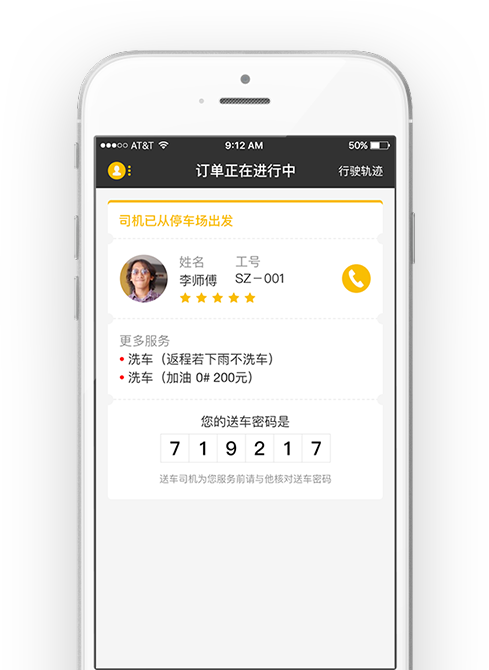 AT&T 9:12 AM 50%
订单正在进行中 行驶轨迹
司机已从停车场出发
姓名 工号
李师傅 SZ－001
更多服务
洗车（返程若下雨不洗车）
洗车（加油 0# 200元）
您的送车密码是
7 1 9 2 1 7
送车司机为您服务前请与他核对送车密码